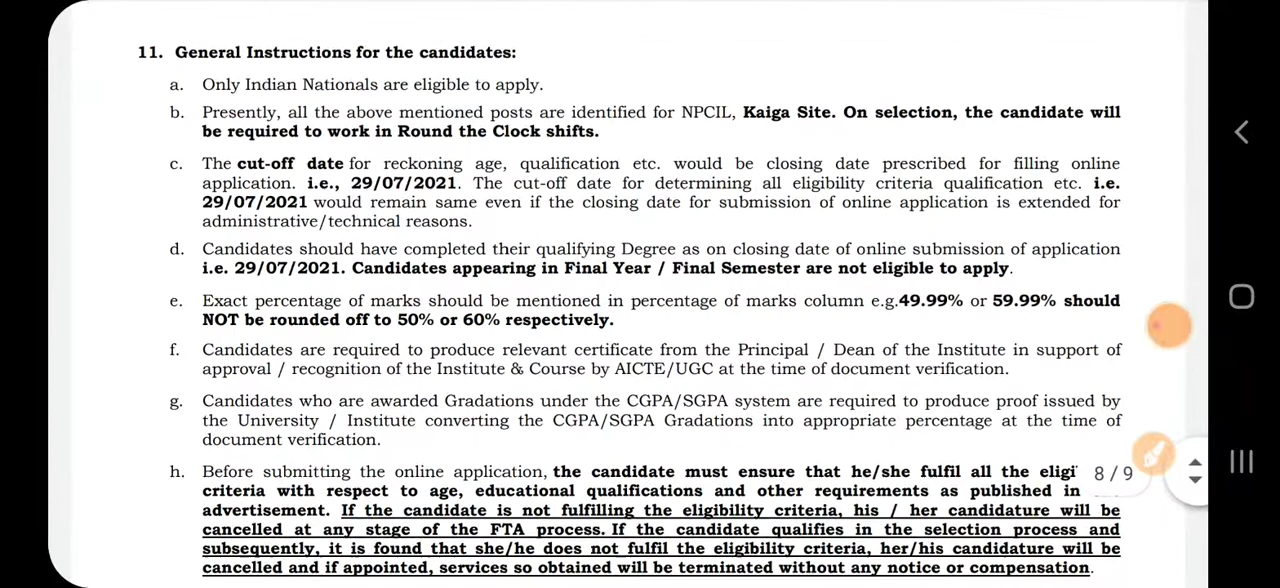 11. General Instructions for the candidates:
a. Only Indian Nationals are eligible to apply.
b. Presently, all the above mentioned posts are identified for NPCIL, Kaiga Site. On selection, the candidate will
be required to work in Round the Clock shifts.
c. The cut-off date for reckoning age, qualification etc. would be closing date prescribed for filling online
application. i.e., 29/07/2021. The cut-off date for determining all eligibility criteria qualification etc. i.e.
29/07/2021 would remain same even if the closing date for submission of online application is extended for
administrative/technical reasons.
d. Candidates should have completed their qualifying Degree as on closing date of online submission of application
i.e. 29/07/2021. Candidates appearing in Final Year / Final Semester are not eligible to apply.
e. Exact percentage of marks should be mentioned in percentage of marks column e.g.49.99% or 59.99% should
NOT be rounded off to 50% or 60% respectively.
f. Candidates are required to produce relevant certificate from the Principal / Dean of the Institute in support of
approval / recognition of the Institute & Course by AICTE/UGC at the time of document verification.
g. Candidates who are awarded Gradations under the CGPA/SGPA system are required to produce proof issued by
the University / Institute converting the CGPA/SGPA Gradations into appropriate percentage at the time of
document verification.
h. Before submitting the online application, the candidate must ensure that he/she fulfil all the eligi
8 / 9
criteria with respect to age, educational qualifications and other requirements as published in
advertisement. If the candidate is not fulfilling the eligibility criteria, his / her candidature will be
cancelled at any stage of the FTA process. If the candidate qualifies in the selection process and
subsequently, it is found that she/he does not fulfil the eligibility criteria, her/his candidature will be
cancelled and if appointed, services so obtained will be terminated without any notice or compensation.